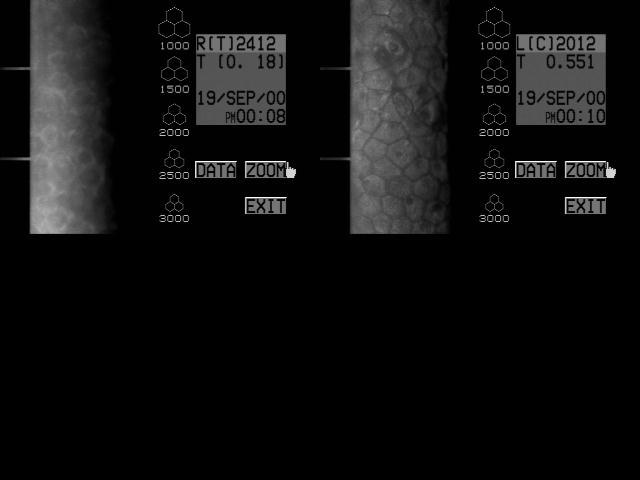 1000
R[T]2412
T [0. 18]
1500
19/SEP/00
PM00:08
2000
DATA ZOOM
2500
EXIT
3000
1000
L[C]2012
T 0.551
1500
19/SEP/00
PM00:10
2000
DATA ZOOM
2500
EXIT
3000